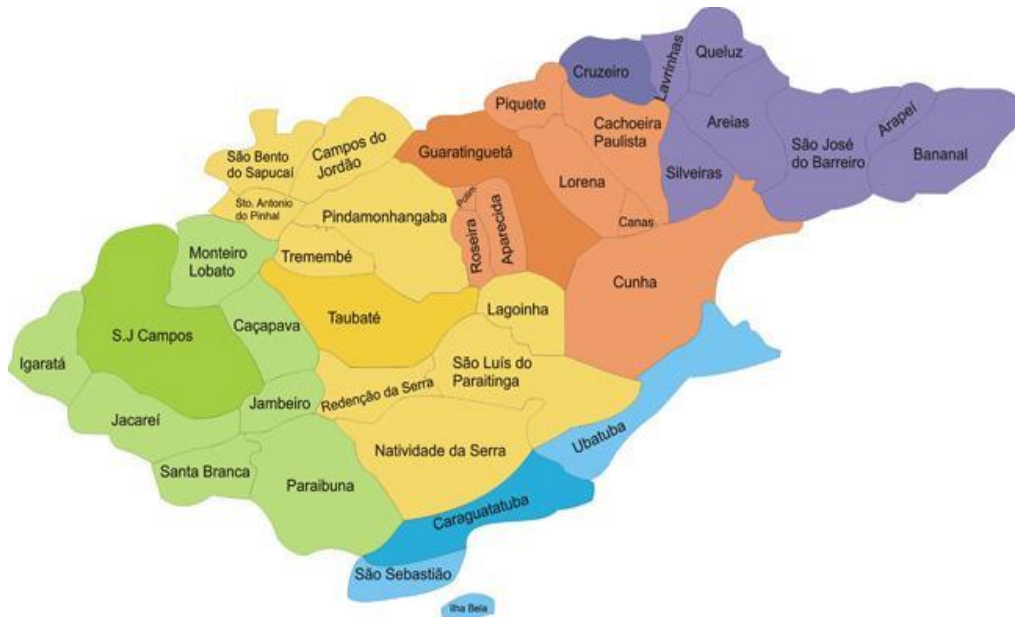 Cruzeiro
Lavrinhas
Queluz
Piquete
Cachoeira
Paulista
Areias
São José
do Barreiro
Arapeí
Bananal
São Bento
do Sapucaí
Campos do
Jordão
Guaratinguetá
Lorena
Silveiras
Canas
Sto. Antonio
do Pinhal
Pindamonhangaba
Potim
Roseira
Aparecida
Monteiro
Lobato
Tremembé
Cunha
S.J Campos
Caçapava
Taubaté
Lagoinha
Igaratá
São Luís do
Paraitinga
Redenção da Serra
Jambeiro
Jacareí
Ubatuba
Natividade da Serra
Santa Branca
Paraibuna
Caraguatatuba
São Sebastião
Ilha Bela